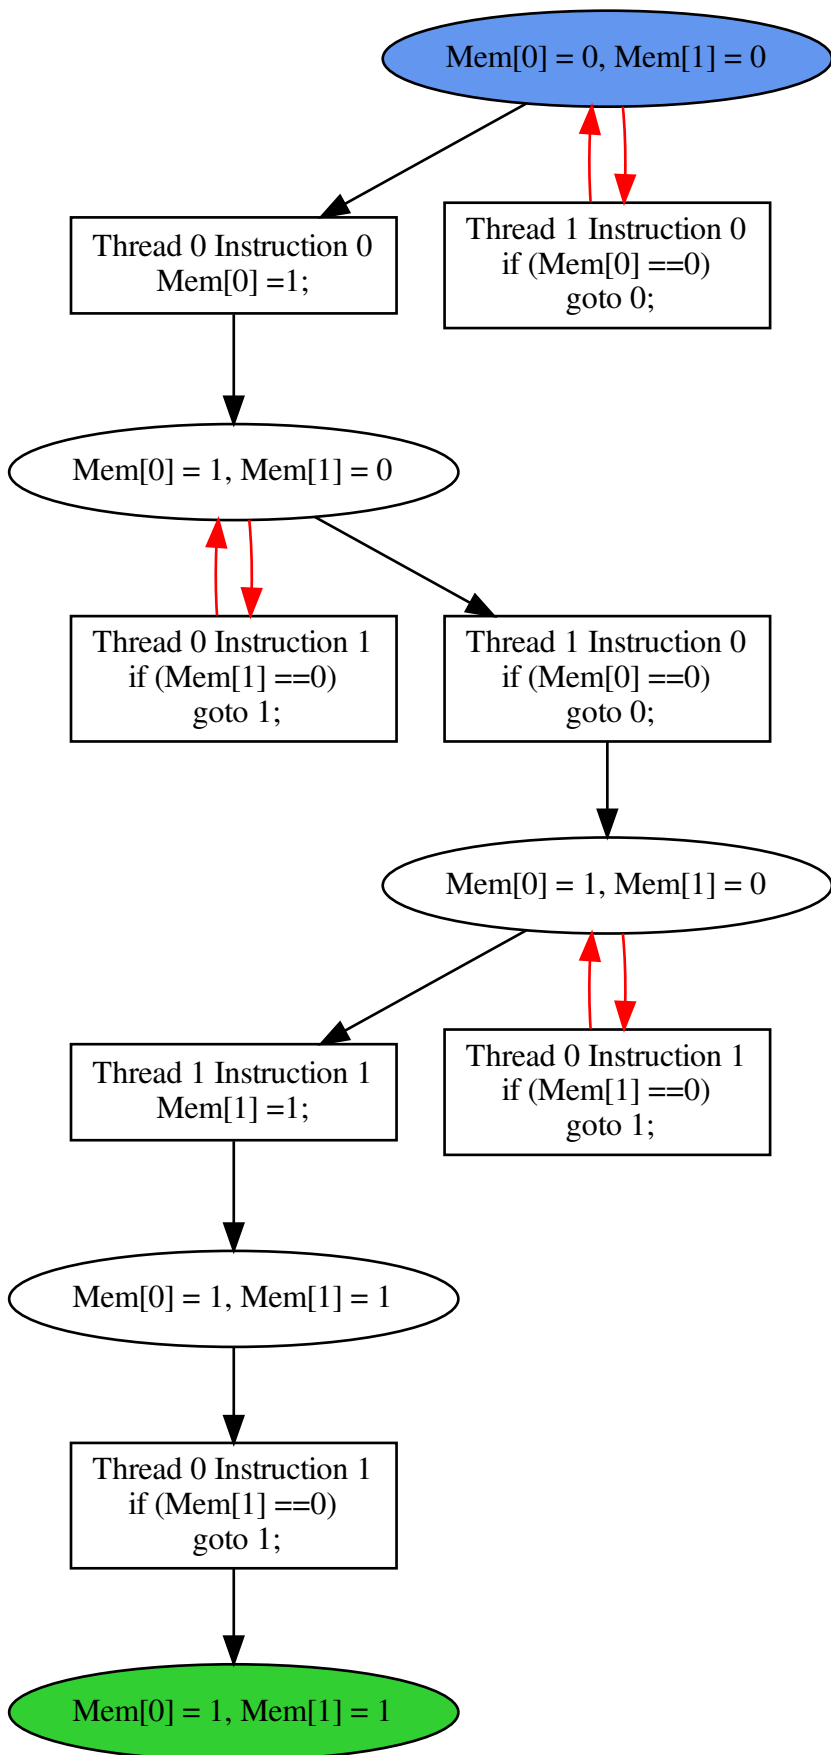 Mem[0] = 0, Mem[1] = 0
Thread 0 Instruction 0
Mem[0] =1;
Thread 1 Instruction 0
if (Mem[0] ==0)
goto 0;
Mem[0] = 1, Mem[1] = 0
Thread 0 Instruction 1
if (Mem[1] ==0)
goto 1;
Thread 1 Instruction 0
if (Mem[0] ==0)
goto 0;
Mem[0] = 1, Mem[1] = 0
Thread 1 Instruction 1
Mem[1] =1;
Thread 0 Instruction 1
if (Mem[1] ==0)
goto 1;
Mem[0] = 1, Mem[1] = 1
Thread 0 Instruction 1
if (Mem[1] ==0)
goto 1;
Mem[0] = 1, Mem[1] = 1